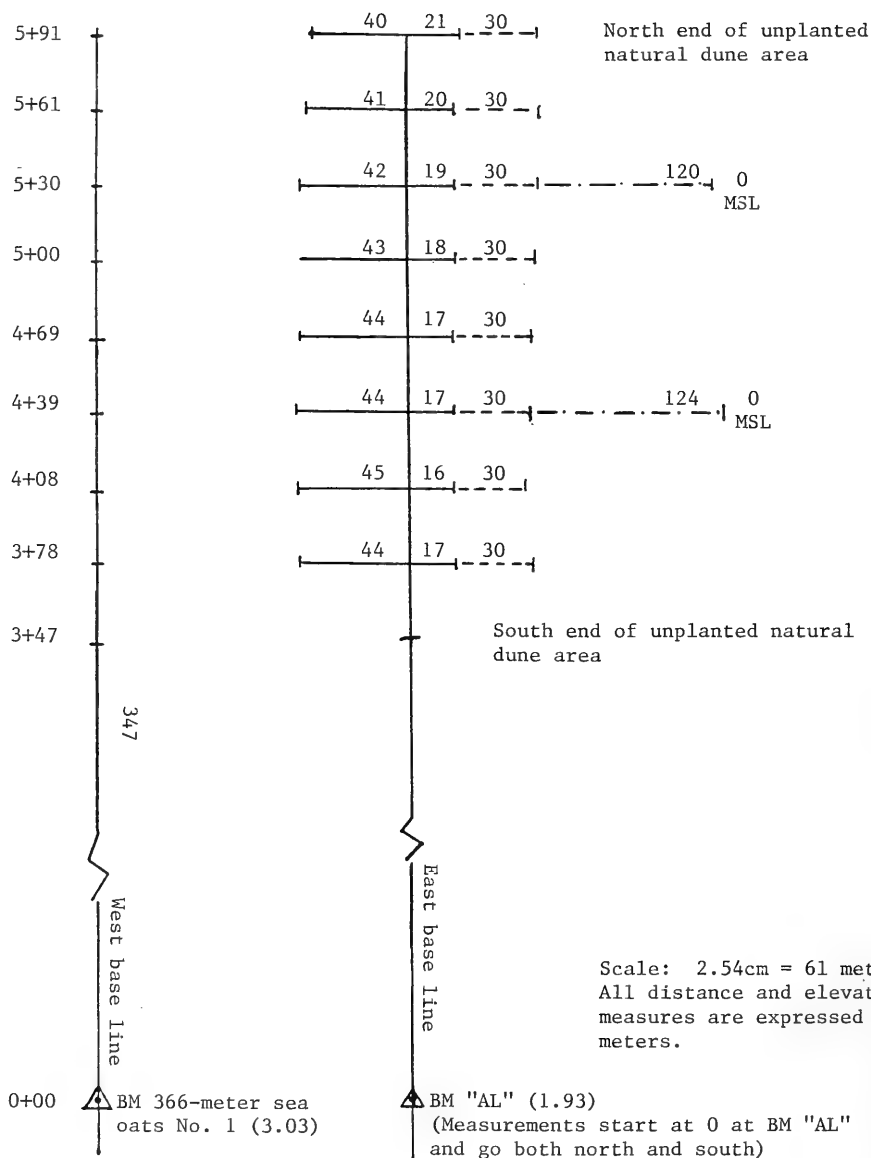 5+91 40 21 30 North end of unplanted
natural dune area
5+61 41 20 30
5+30 42 19 30 120 0
MSL
5+00 43 18 30
4+69 44 17 30
4+39 44 17 30 124 0
MSL
4+08 45 16 30
3+78 44 17 30
3+47 South end of unplanted natural
dune area
347
West base line
East base line
Scale: 2.54cm = 61 met
All distance and elevat
measures are expressed
meters.
0+00 BM 366-meter sea
oats No. 1 (3.03)
BM "AL" (1.93)
(Measurements start at 0 at BM "AL"
and go both north and south)